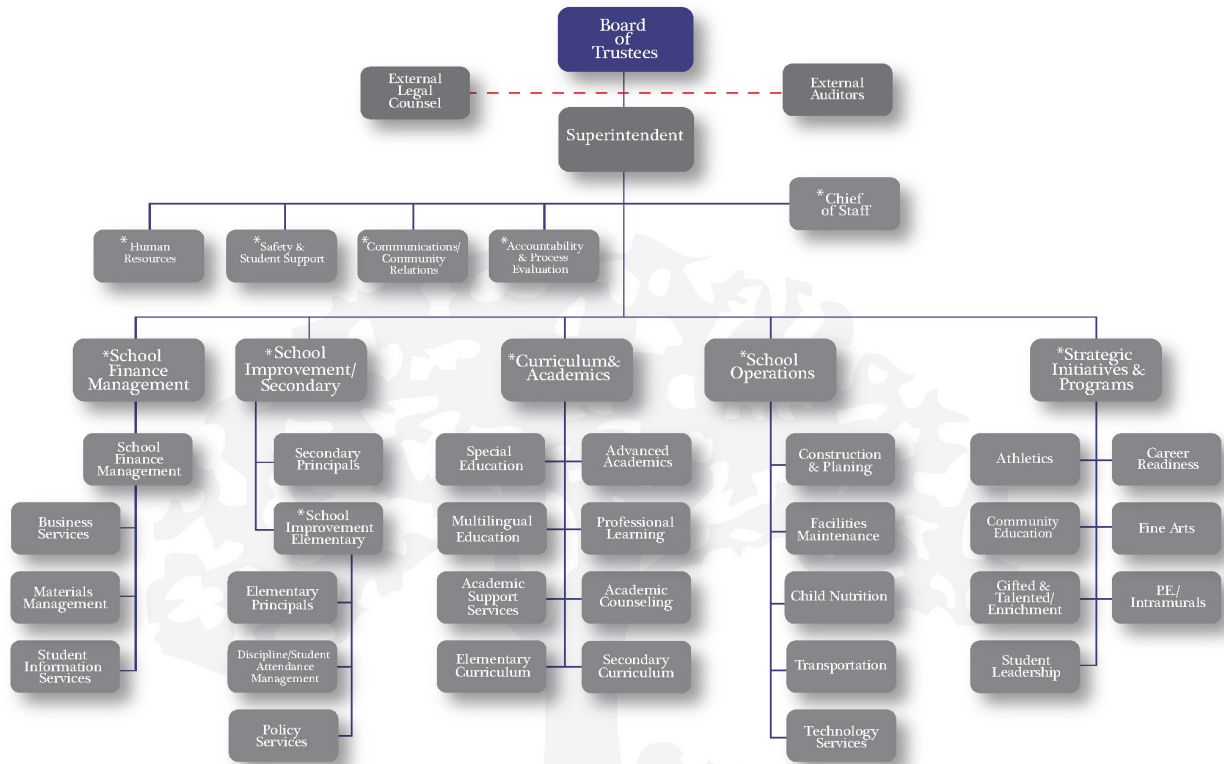 Board
of
Trustees
External
Legal
Counsel
External
Auditors
Superintendent
*Chief
of Staff
*Human
Resources
*Safety &
Student Support
*Communications/
Community
Relations
*Accountability
& Process
Evaluation
*School
Finance
Management
*School
Improvement/
Secondary
*Curriculum&
Academics
*School
Operations
*Strategic
Initiatives &
Programs
School
Finance
Management
Business
Services
Materials
Management
Student
Information
Services
Secondary
Principals
*School
Improvement
Elementary
Elementary
Principals
Discipline/Student
Attendance
Management
Policy
Services
Special
Education
Advanced
Academics
Multilingual
Education
Professional
Learning
Academic
Support
Services
Academic
Counseling
Elementary
Curriculum
Secondary
Curriculum
Construction
& Planing
Facilities
Maintenance
Child Nutrition
Transportation
Technology
Services
Athletics
Career
Readiness
Community
Education
Fine Arts
Gifted &
Talented/
Enrichment
P.E./
Intramurals
Student
Leadership